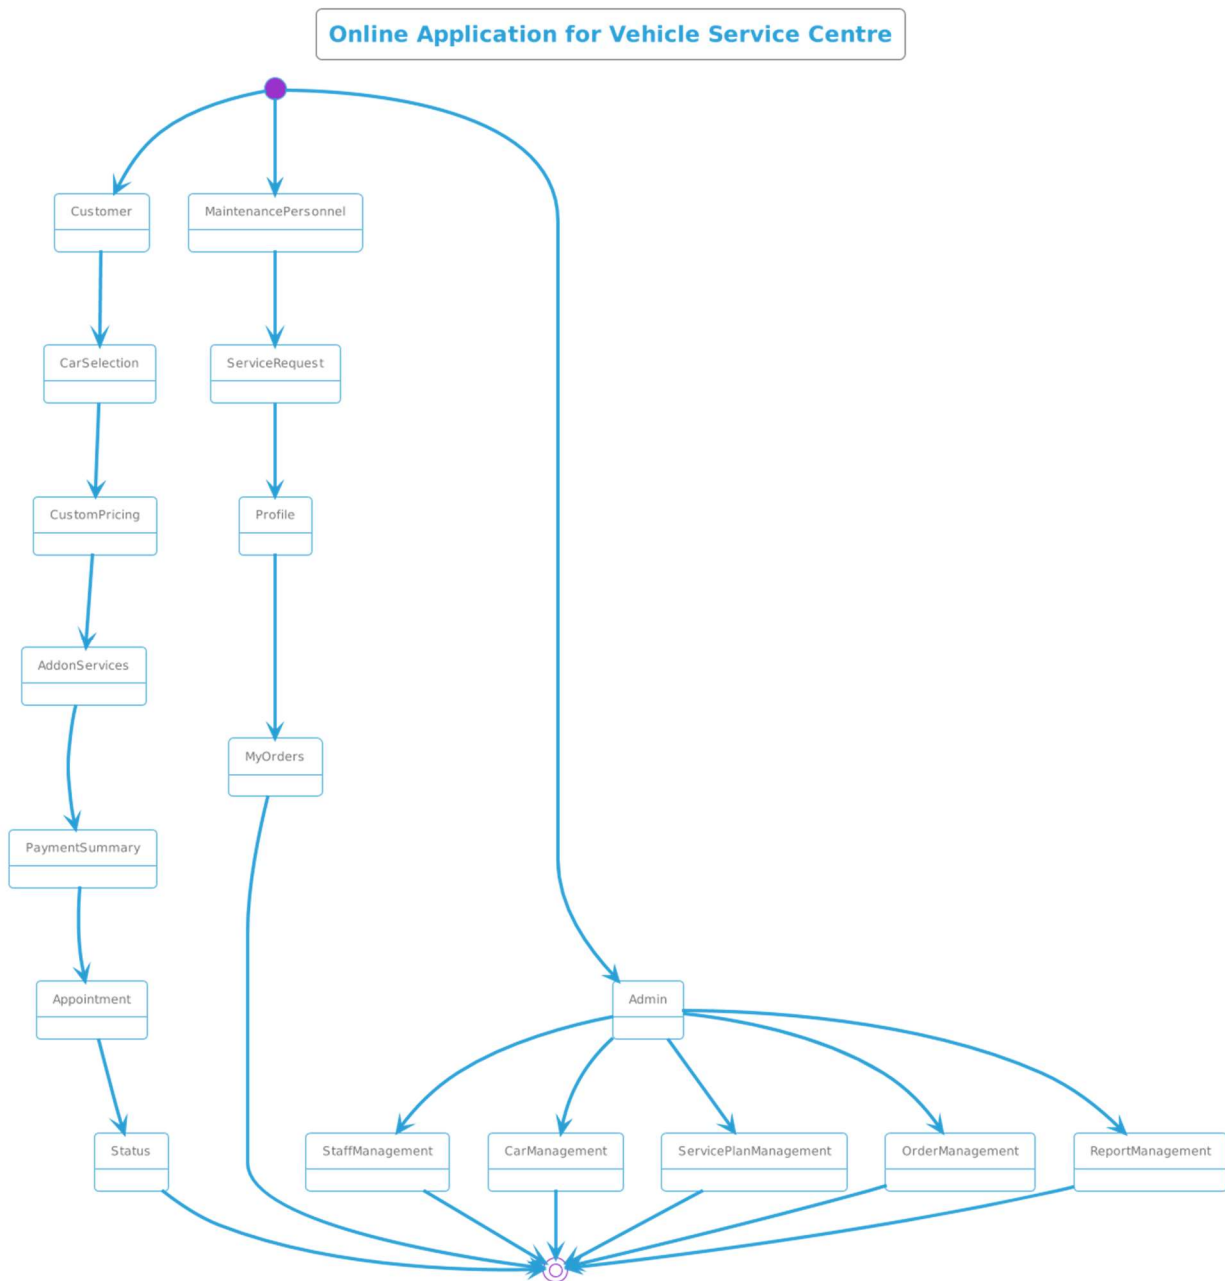 Online Application for Vehicle Service Centre
Customer
MaintenancePersonnel
CarSelection
ServiceRequest
CustomPricing
Profile
AddonServices
MyOrders
PaymentSummary
Appointment
Admin
Status
StaffManagement
CarManagement
ServicePlanManagement
OrderManagement
ReportManagement